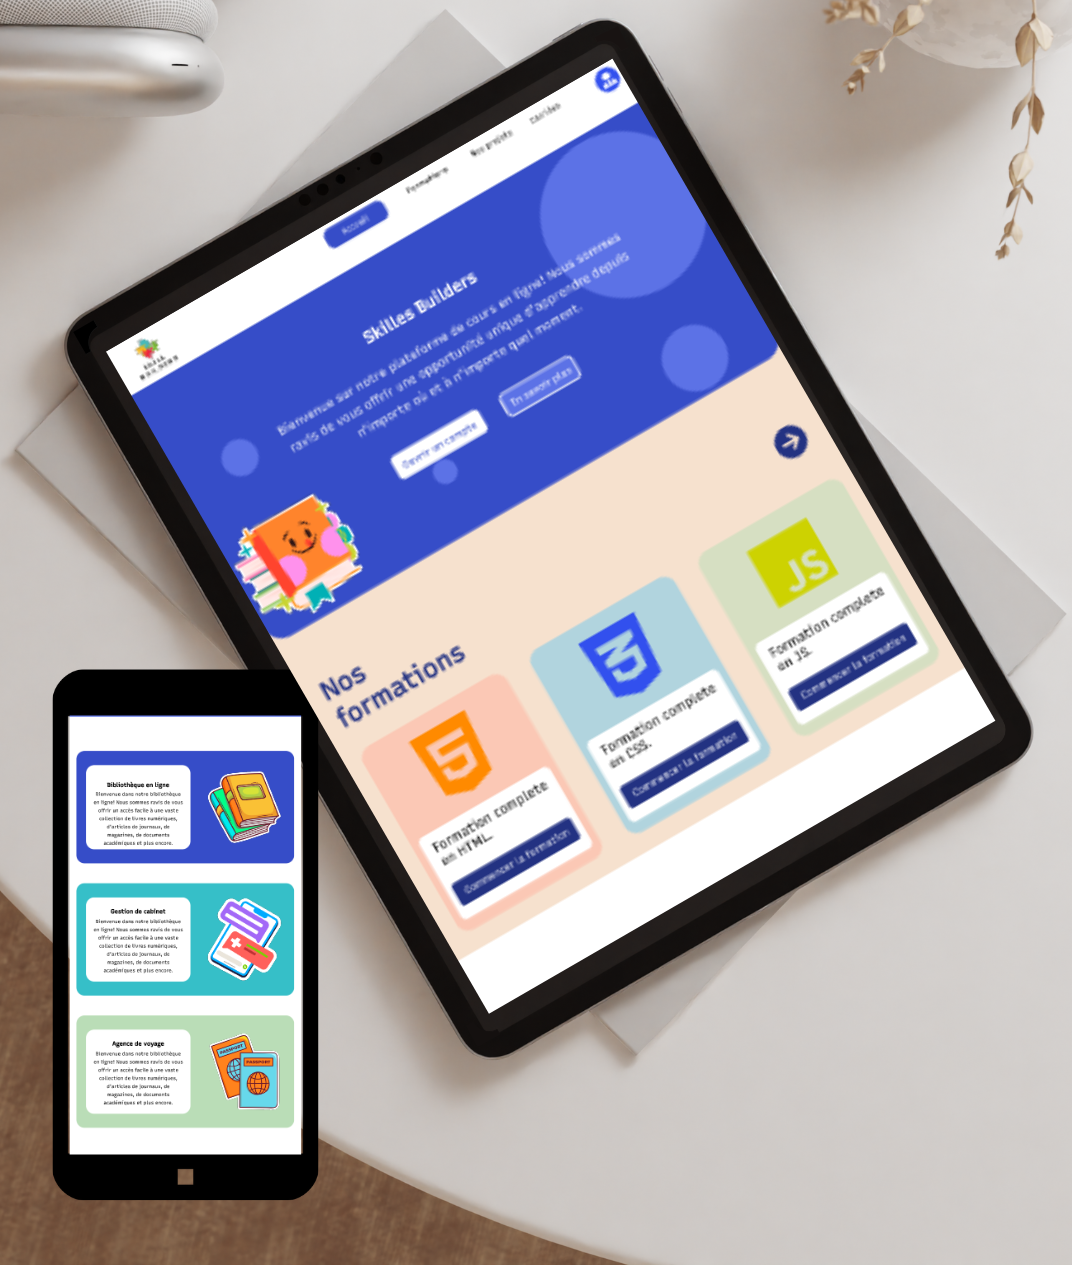 SKILL
BUILDERS
Accueil
Formations
Nos projets
Skilles Builders
Bienvenue sur notre plateforme de cours en ligne! Nous sommes
ravis de vous offrir une opportunité unique d'apprendre depuis
n'importe où et à n'importe quel moment.
Ouvrir un compte
En savoir plus
Nos
formations
5
Formation complete
en HTML.
Commencer la formation
3
Formation complete
en CSS.
Commencer la formation
JS
Formation complete
en JS.
Commencer la formation
Bibliothèque en ligne
Bienvenue dans notre bibliothèque
en ligne! Nous sommes ravis de vous
offrir un accès facile à une vaste
collection de livres numériques,
d'articles de journaux, de
magazines, de documents
académiques et plus encore.
Gestion de cabinet
Bienvenue dans notre bibliothèque
en ligne! Nous sommes ravis de vous
offrir un accès facile à une vaste
collection de livres numériques,
d'articles de journaux, de
magazines, de documents
académiques et plus encore.
Agence de voyage
Bienvenue dans notre bibliothèque
en ligne! Nous sommes ravis de vous
offrir un accès facile à une vaste
collection de livres numériques,
d'articles de journaux, de
magazines, de documents
académiques et plus encore.
PASSPORT
PASSPORT